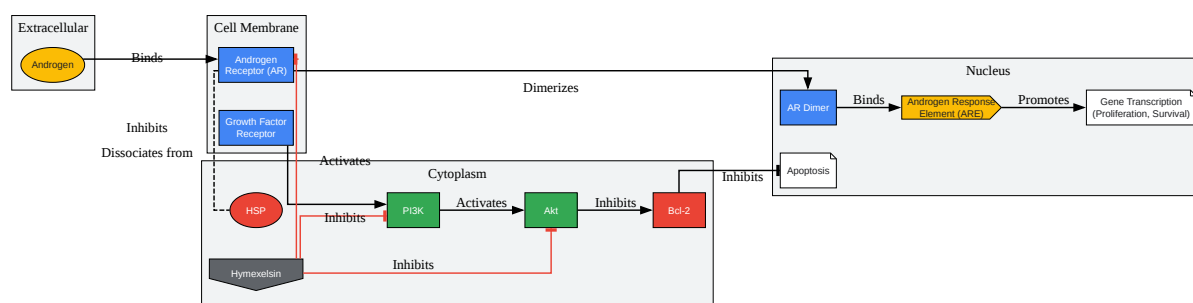 Extracellular
Androgen
Binds
Cell Membrane
Androgen
Receptor (AR)
Growth Factor
Receptor
Dimerizes
Nucleus
AR Dimer
Binds
Androgen Response
Element (ARE)
Promotes
Gene Transcription
(Proliferation, Survival)
Inhibits
Dissociates from
Activates
Cytoplasm
HSP
Inhibits
PI3K
Activates
Akt
Inhibits
Bcl-2
Inhibits
Apoptosis
Hymexelsin
Inhibits